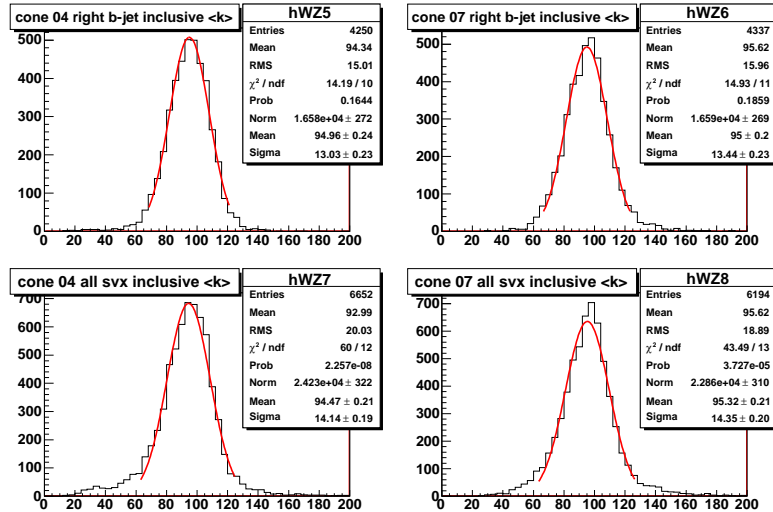 cone 04 right b-jet inclusive <k>
hWZ5
Entries 4250
Mean 94.34
RMS 15.01
χ² / ndf 14.19 / 10
Prob 0.1644
Norm 1.658e+04 ± 272
Mean 94.96 ± 0.24
Sigma 13.03 ± 0.23
500
400
300
200
100
0
0 20 40 60 80 100 120 140 160 180 200
cone 07 right b-jet inclusive <k>
hWZ6
Entries 4337
Mean 95.62
RMS 15.96
χ² / ndf 14.93 / 11
Prob 0.1859
Norm 1.659e+04 ± 269
Mean 95 ± 0.2
Sigma 13.44 ± 0.23
500
400
300
200
100
0
0 20 40 60 80 100 120 140 160 180 200
cone 04 all svx inclusive <k>
hWZ7
Entries 6652
Mean 92.99
RMS 20.03
χ² / ndf 60 / 12
Prob 2.257e-08
Norm 2.423e+04 ± 322
Mean 94.47 ± 0.21
Sigma 14.14 ± 0.19
700
600
500
400
300
200
100
0
0 20 40 60 80 100 120 140 160 180 200
cone 07 all svx inclusive <k>
hWZ8
Entries 6194
Mean 95.62
RMS 18.89
χ² / ndf 43.49 / 13
Prob 3.727e-05
Norm 2.286e+04 ± 310
Mean 95.32 ± 0.21
Sigma 14.35 ± 0.20
700
600
500
400
300
200
100
0
0 20 40 60 80 100 120 140 160 180 200